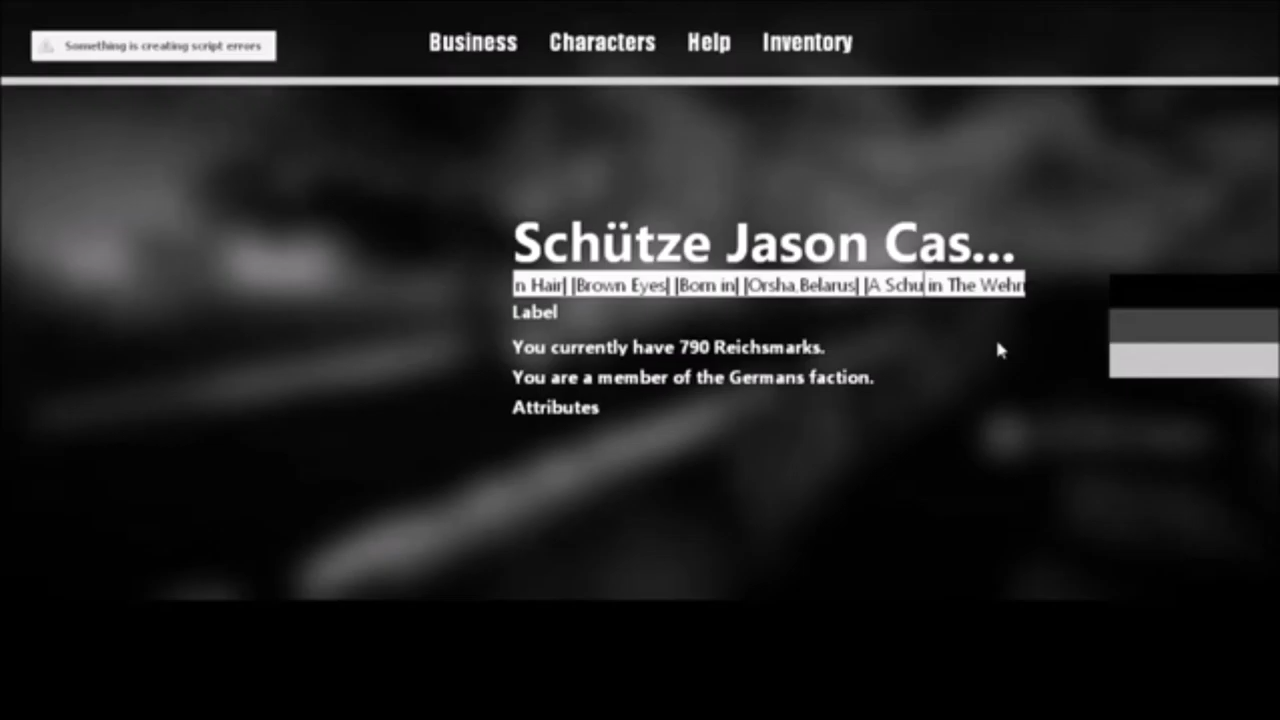 Something is creating script errors
Business Characters Help Inventory
Schütze Jason Cas...
n Hair| |Brown Eyes| |Born in| |Orsha,Belarus| |A Schu in The Wehr
Label
You currently have 790 Reichsmarks.
You are a member of the Germans faction.
Attributes